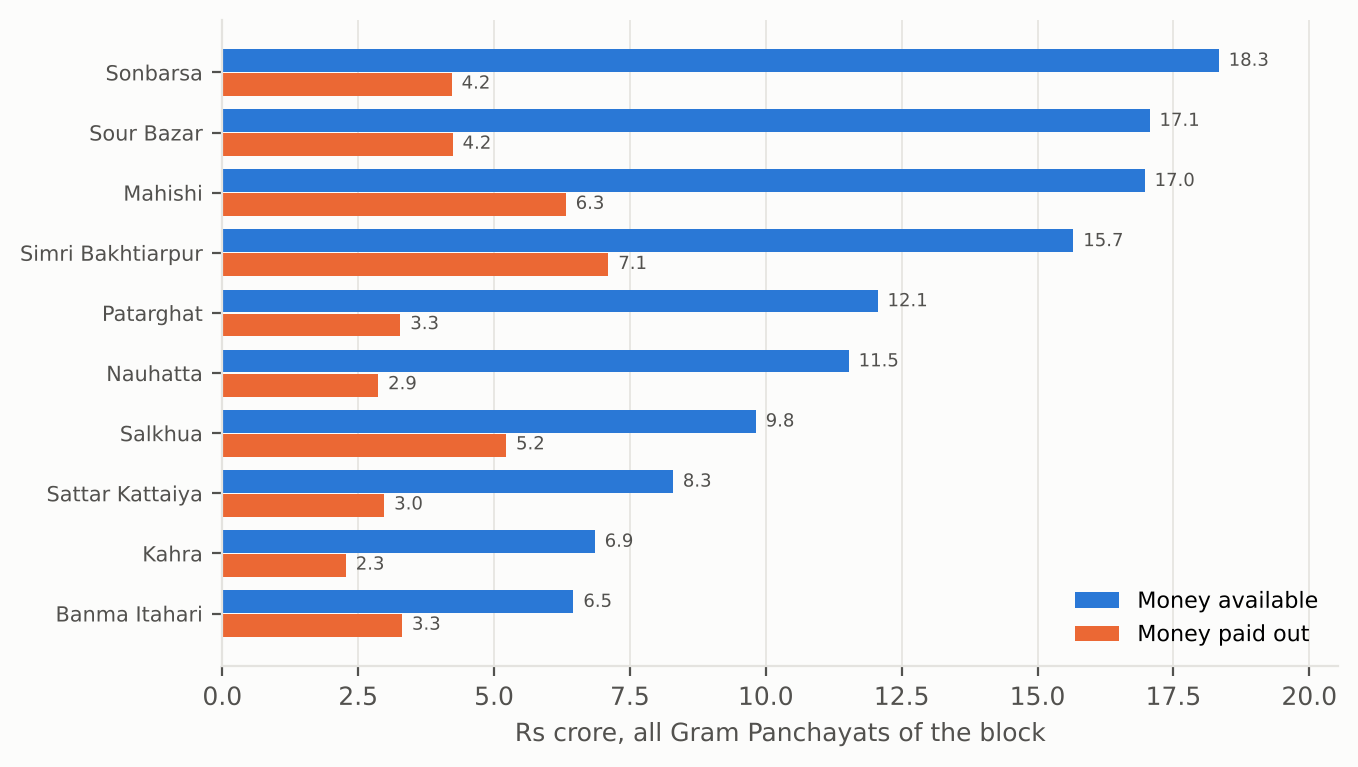 Sonbarsa 18.3
4.2
Sour Bazar 17.1
4.2
Mahishi 17.0
6.3
Simri Bakhtiarpur 15.7
7.1
Patarghat 12.1
3.3
Nauhatta 11.5
2.9
Salkhua 9.8
5.2
Sattar Kattaiya 8.3
3.0
Kahra 6.9
2.3
Banma Itahari 6.5
3.3
Money available
Money paid out
0.0 2.5 5.0 7.5 10.0 12.5 15.0 17.5 20.0
Rs crore, all Gram Panchayats of the block